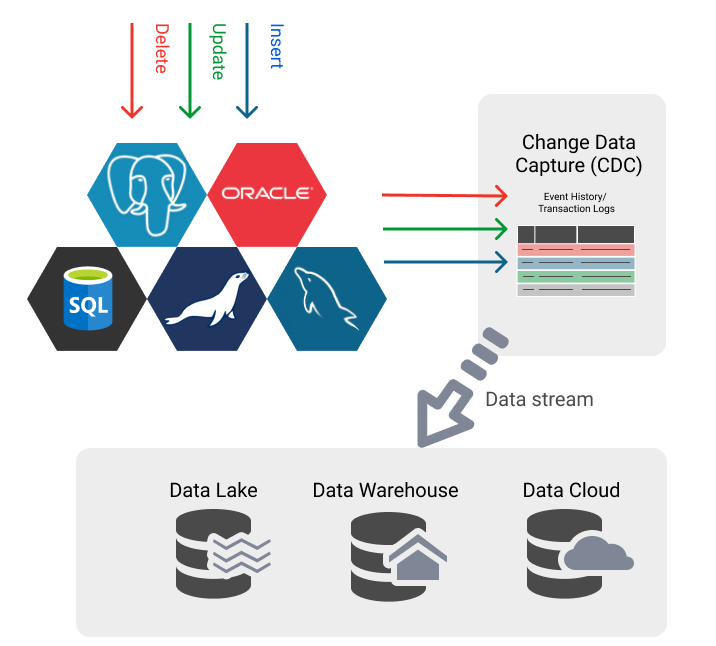 Delete
Update
Insert
Change Data
Capture (CDC)
Event History/
Transaction Logs
ORACLE
SQL
Data stream
Data Lake
Data Warehouse
Data Cloud